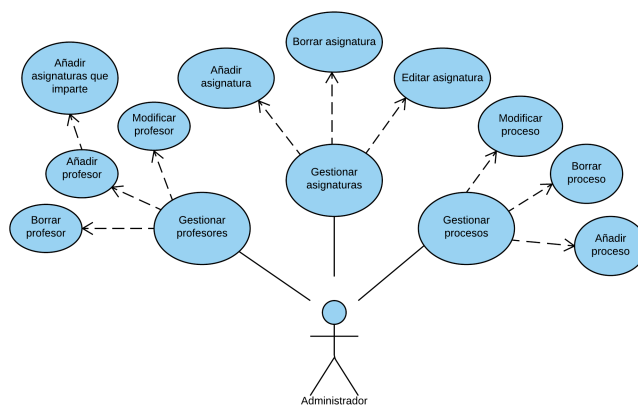 Borrar asignatura
Añadir
asignaturas que
imparte
Añadir
asignatura
Editar asignatura
Modificar
profesor
Modificar
proceso
Añadir
profesor
Gestionar
asignaturas
Borrar
proceso
Borrar
profesor
Gestionar
profesores
Gestionar
procesos
Añadir
proceso
Administrador